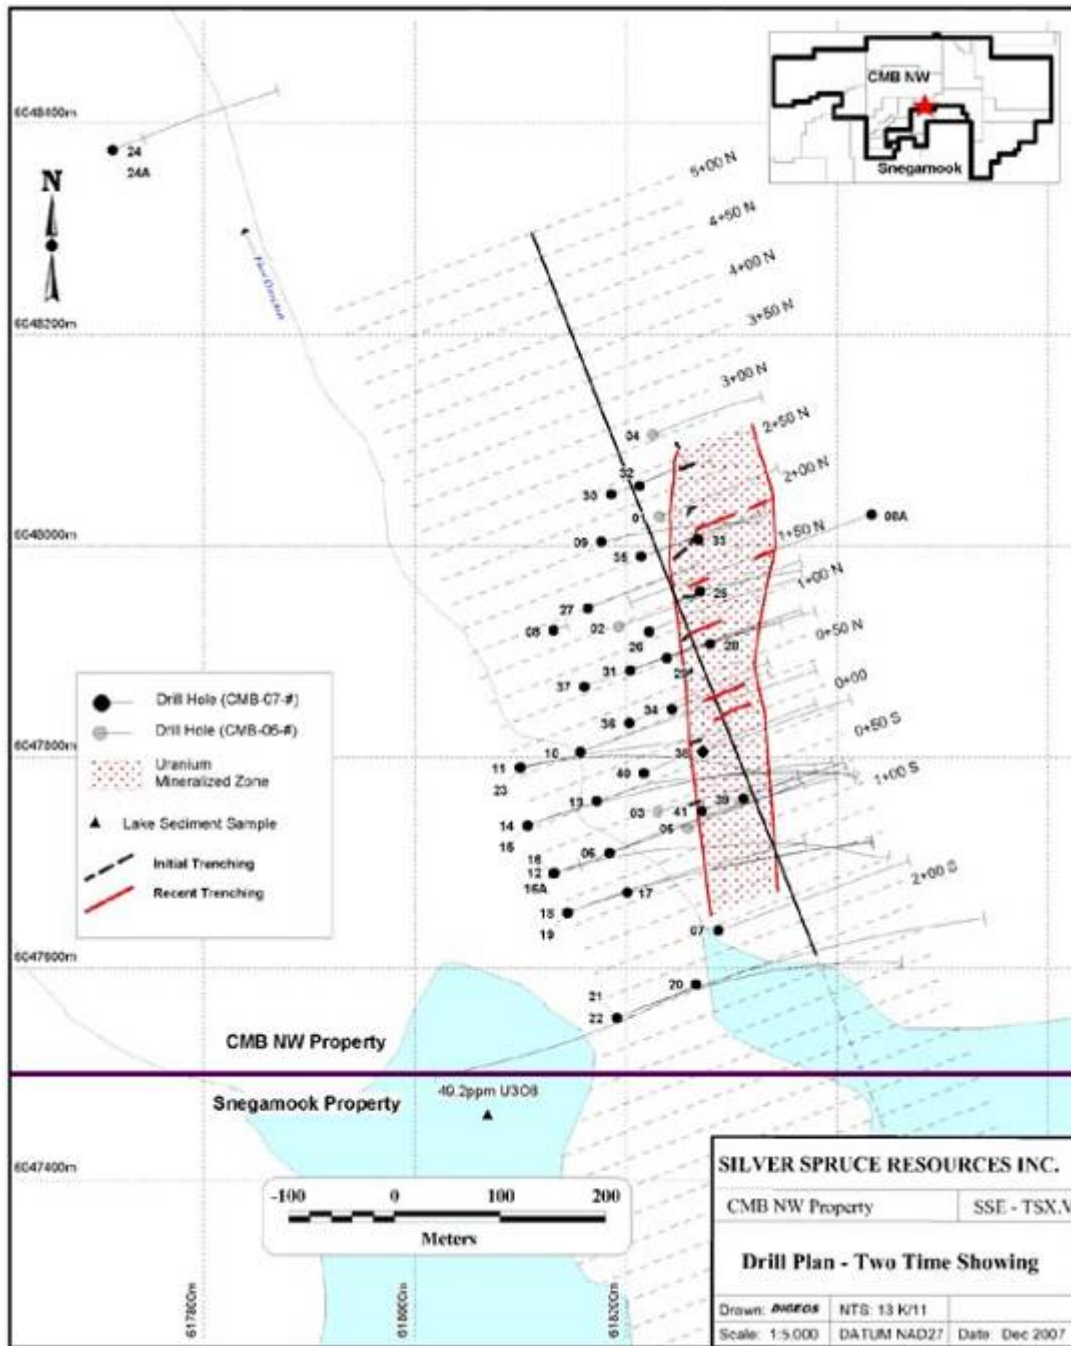 CMB NW
Snegamook
6048400m
24
24A
N
Flow Direction
5+00 N
4+50 N
4+00 N
3+50 N
6048200m
3+00 N
2+50 N
04
32
2+00 N
30
01
08A
6048000m
09
33
1+50 N
35
25
1+00 N
27
02
08
26
28
0+50 N
31
29
37
0+00
34
36
0+50 S
6047800m
10
38
11
23
40
1+00 S
13
39
03
41
14
05
15
16
06
12
16A
2+00 S
17
18
07
19
6047600m
20
21
22
Drill Hole (CMB-07-#)
Drill Hole (CMB-06-#)
Uranium
Mineralized Zone
Lake Sediment Sample
Initial Trenching
Recent Trenching
CMB NW Property
Snegamook Property
49.2ppm U3O8
6047400m
-100 0 100 200
Meters
617800m
618000m
618200m
SILVER SPRUCE RESOURCES INC.
CMB NW Property
SSE - TSX.V
Drill Plan - Two Time Showing
Drawn: DIGEOS
NTS: 13 K/11
Scale: 1:5.000
DATUM NAD27
Date: Dec 2007